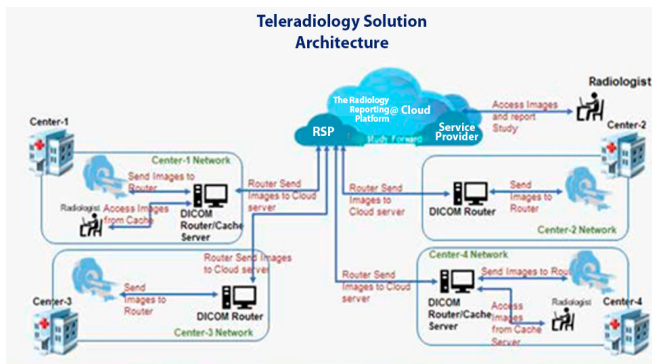 Teleradiology Solution
Architecture
The Radiology
Reporting@ Cloud
Platform
RSP
Study Forward
Service
Provider
Radiologist
Access Images
and report
Study
Center-1
Center-1 Network
Send Images to
Router
Radiologist
Access Images
from Cache
DICOM
Router/Cache
Server
Router Send
Images to Cloud
server
Center-2
Router Send
Images to
Cloud server
DICOM Router
Send
Images to
Router
Center-2 Network
Center-3
Send
Images to
Router
DICOM Router
Center-3 Network
Router Send Images
to Cloud server
Center-4 Network
Router Send
Images to Cloud
server
DICOM
Router/Cache
Server
Send Images to
Access
Images
from Cache
Server
Radiologist
Center-4